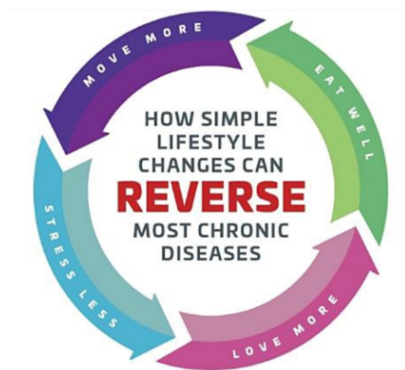 MOVE MORE
EAT WELL
HOW SIMPLE
LIFESTYLE
CHANGES CAN
REVERSE
MOST CHRONIC
DISEASES
STRESS LESS
LOVE MORE